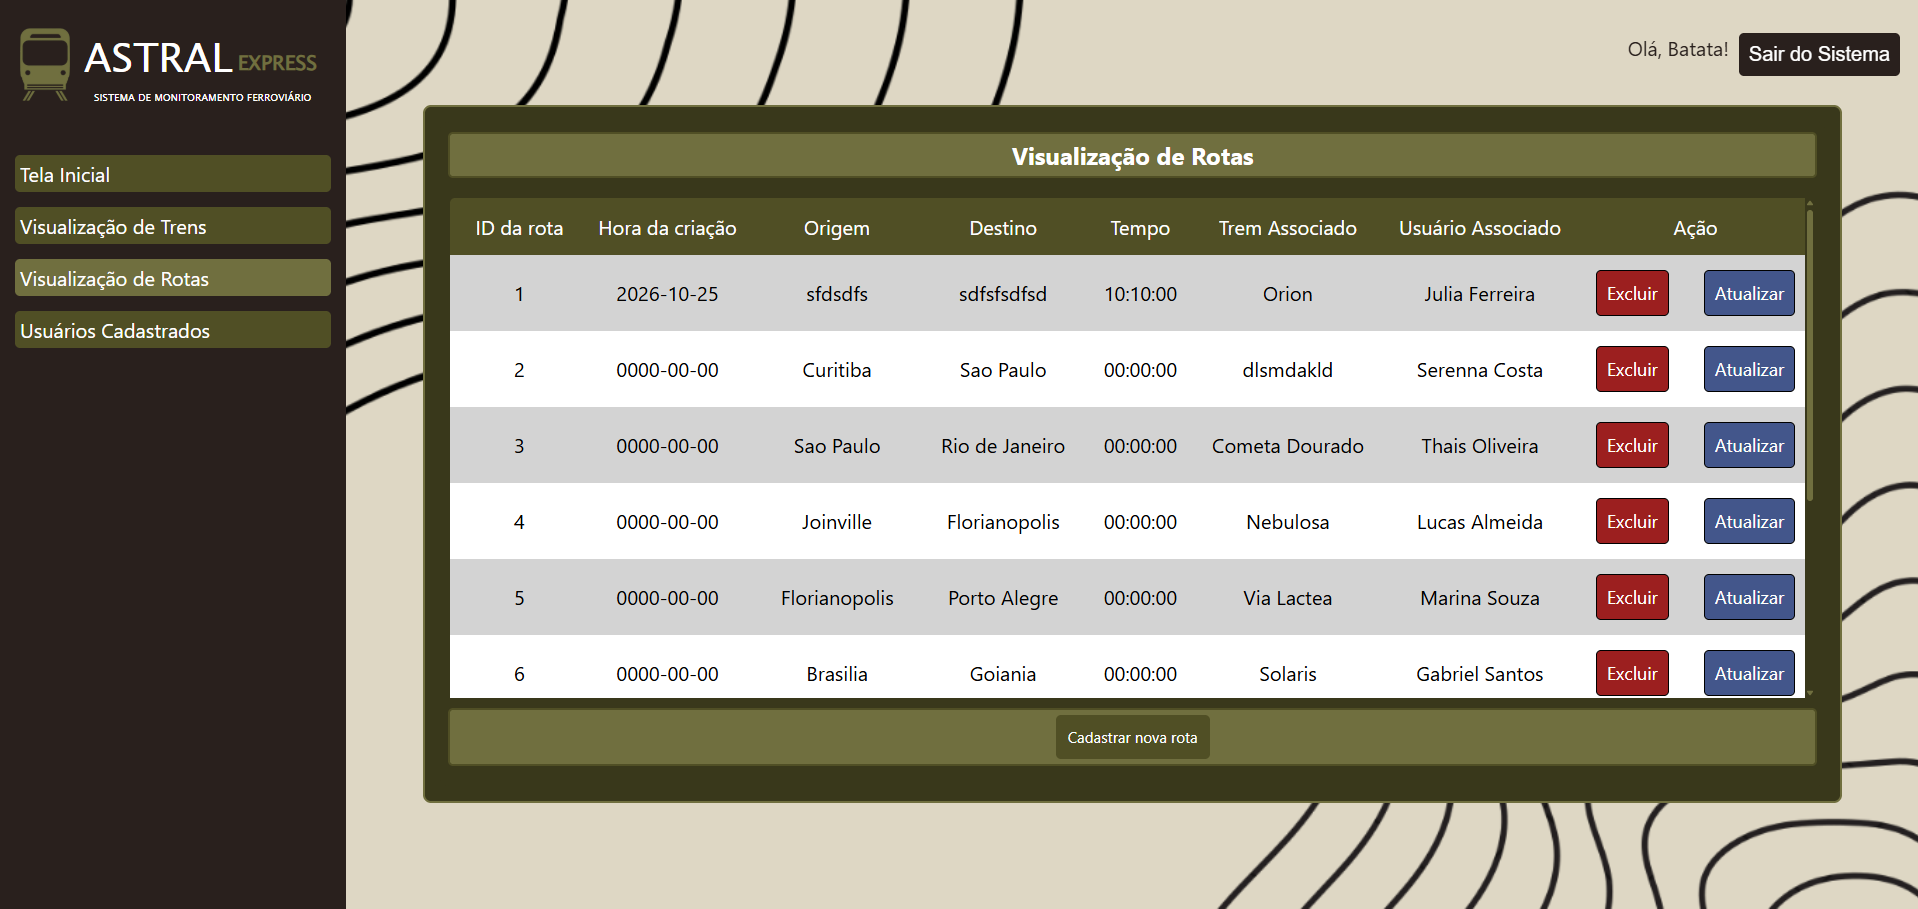 ASTRAL EXPRESS
SISTEMA DE MONITORAMENTO FERROVIÁRIO
Tela Inicial
Visualização de Trens
Visualização de Rotas
Usuários Cadastrados
Olá, Batata! Sair do Sistema
Visualização de Rotas
ID da rota Hora da criação Origem Destino Tempo Trem Associado Usuário Associado Ação
1 2026-10-25 sfdsdfs sdfsfsdfsd 10:10:00 Orion Julia Ferreira Excluir Atualizar
2 0000-00-00 Curitiba Sao Paulo 00:00:00 dlsmdakld Serenna Costa Excluir Atualizar
3 0000-00-00 Sao Paulo Rio de Janeiro 00:00:00 Cometa Dourado Thais Oliveira Excluir Atualizar
4 0000-00-00 Joinville Florianopolis 00:00:00 Nebulosa Lucas Almeida Excluir Atualizar
5 0000-00-00 Florianopolis Porto Alegre 00:00:00 Via Lactea Marina Souza Excluir Atualizar
6 0000-00-00 Brasilia Goiania 00:00:00 Solaris Gabriel Santos Excluir Atualizar
Cadastrar nova rota